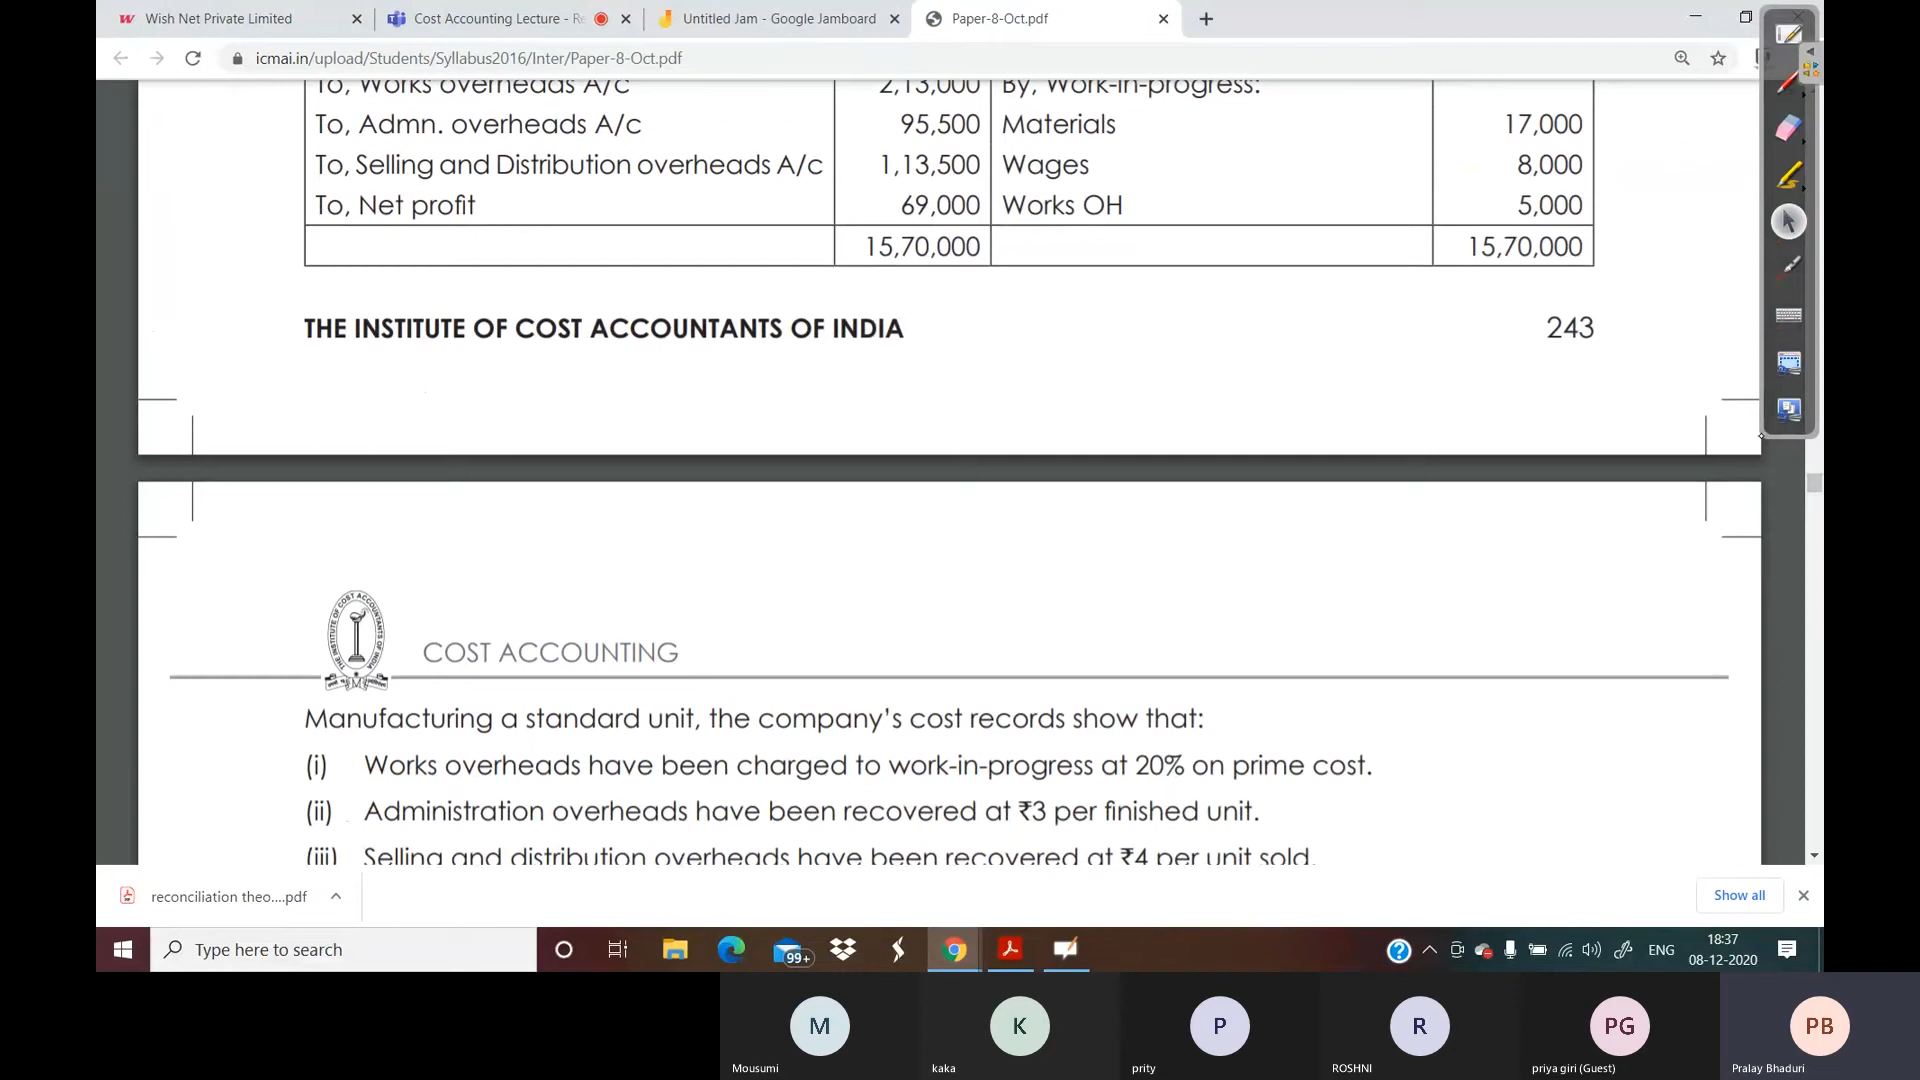 Wish Net Private Limited
Cost Accounting Lecture - Re
Untitled Jam - Google Jamboard
Paper-8-Oct.pdf
icmai.in/upload/Students/Syllabus2016/Inter/Paper-8-Oct.pdf
To, Works overheads A/c 2,13,000 By, Work-in-progress:
To, Admn. overheads A/c 95,500 Materials 17,000
To, Selling and Distribution overheads A/c 1,13,500 Wages 8,000
To, Net profit 69,000 Works OH 5,000
15,70,000 15,70,000
THE INSTITUTE OF COST ACCOUNTANTS OF INDIA 243
THE INSTITUTE OF COST ACCOUNTANTS OF INDIA
COST ACCOUNTING
Manufacturing a standard unit, the company's cost records show that:
(i) Works overheads have been charged to work-in-progress at 20% on prime cost.
(ii) Administration overheads have been recovered at ₹3 per finished unit.
(iii) Selling and distribution overheads have been recovered at ₹4 per unit sold.
reconciliation theo....pdf
Show all
Type here to search
99+
ENG
18:37
08-12-2020
M K P R PG PB
Mousumi kaka prity ROSHNI priya giri (Guest) Pralay Bhaduri